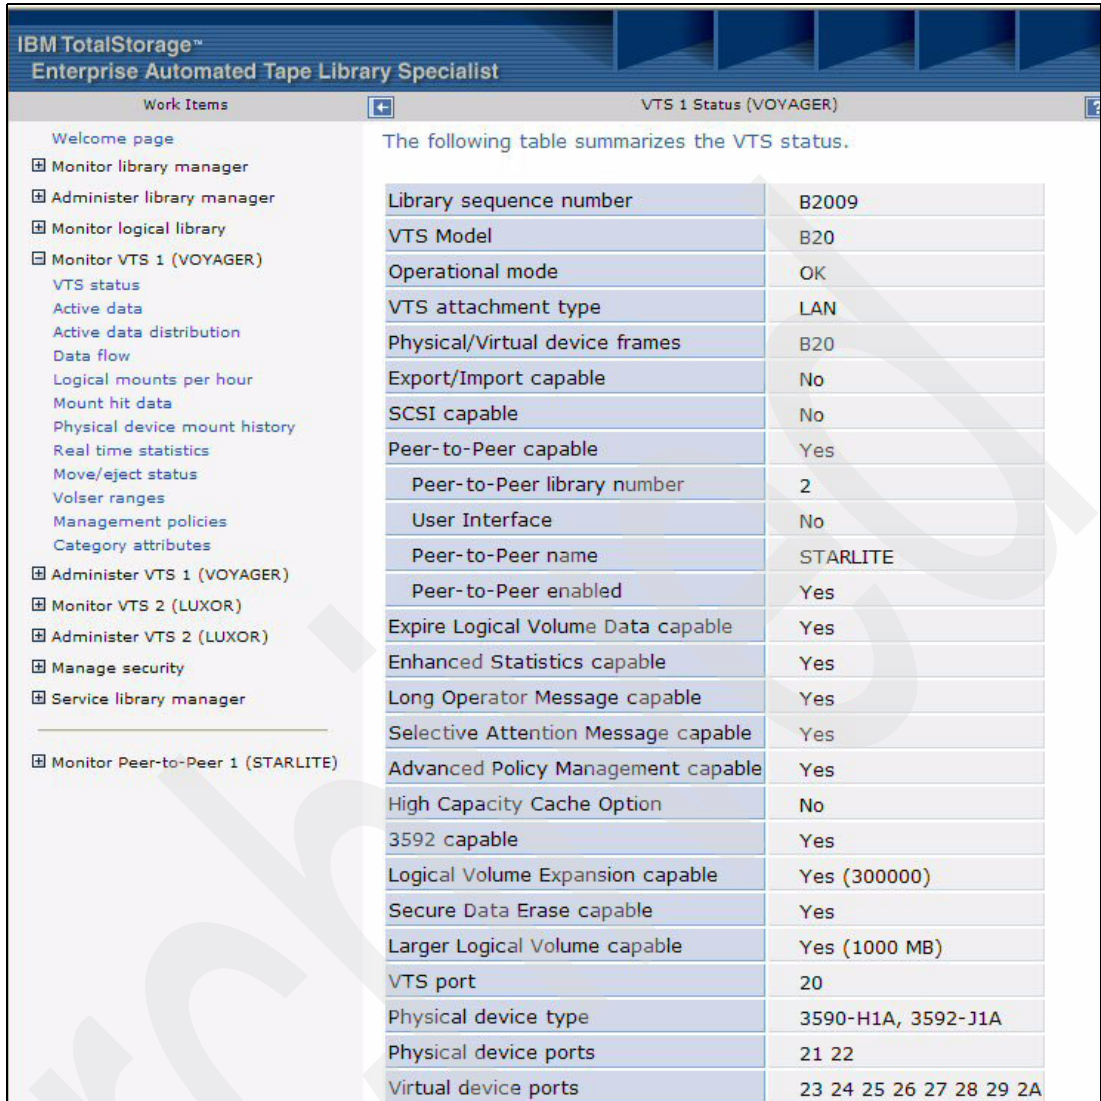 IBM TotalStorage™
Enterprise Automated Tape Library Specialist
Work Items
VTS 1 Status (VOYAGER)
?
Welcome page
Monitor library manager
Administer library manager
Monitor logical library
Monitor VTS 1 (VOYAGER)
VTS status
Active data
Active data distribution
Data flow
Logical mounts per hour
Mount hit data
Physical device mount history
Real time statistics
Move/eject status
Volser ranges
Management policies
Category attributes
Administer VTS 1 (VOYAGER)
Monitor VTS 2 (LUXOR)
Administer VTS 2 (LUXOR)
Manage security
Service library manager
Monitor Peer-to-Peer 1 (STARLITE)
The following table summarizes the VTS status.
Library sequence number B2009
VTS Model B20
Operational mode OK
VTS attachment type LAN
Physical/Virtual device frames B20
Export/Import capable No
SCSI capable No
Peer-to-Peer capable Yes
Peer-to-Peer library number 2
User Interface No
Peer-to-Peer name STARLITE
Peer-to-Peer enabled Yes
Expire Logical Volume Data capable Yes
Enhanced Statistics capable Yes
Long Operator Message capable Yes
Selective Attention Message capable Yes
Advanced Policy Management capable Yes
High Capacity Cache Option No
3592 capable Yes
Logical Volume Expansion capable Yes (300000)
Secure Data Erase capable Yes
Larger Logical Volume capable Yes (1000 MB)
VTS port 20
Physical device type 3590-H1A, 3592-J1A
Physical device ports 21 22
Virtual device ports 23 24 25 26 27 28 29 2A